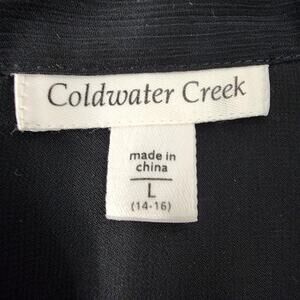 Coldwater Creek
made in
china
L
(14-16)